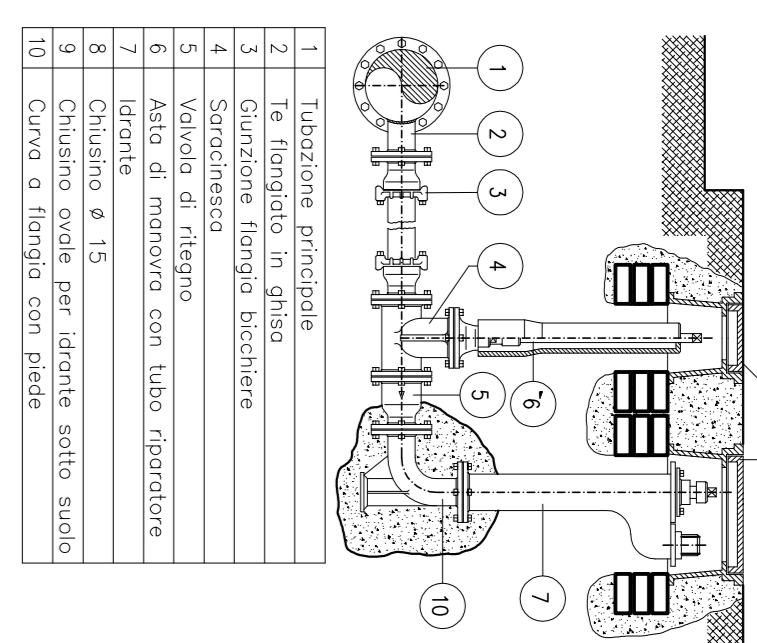 1
2
3
4
5
6
7
10
1 Tubazione principale
2 Te flangiato in ghisa
3 Giunzione flangia bicchiere
4 Saracinesca
5 Valvola di ritegno
6 Asta di manovra con tubo riparatore
7 Idrante
8 Chiusino ø 15
9 Chiusino ovale per idrante sotto suolo
10 Curva a flangia con piede